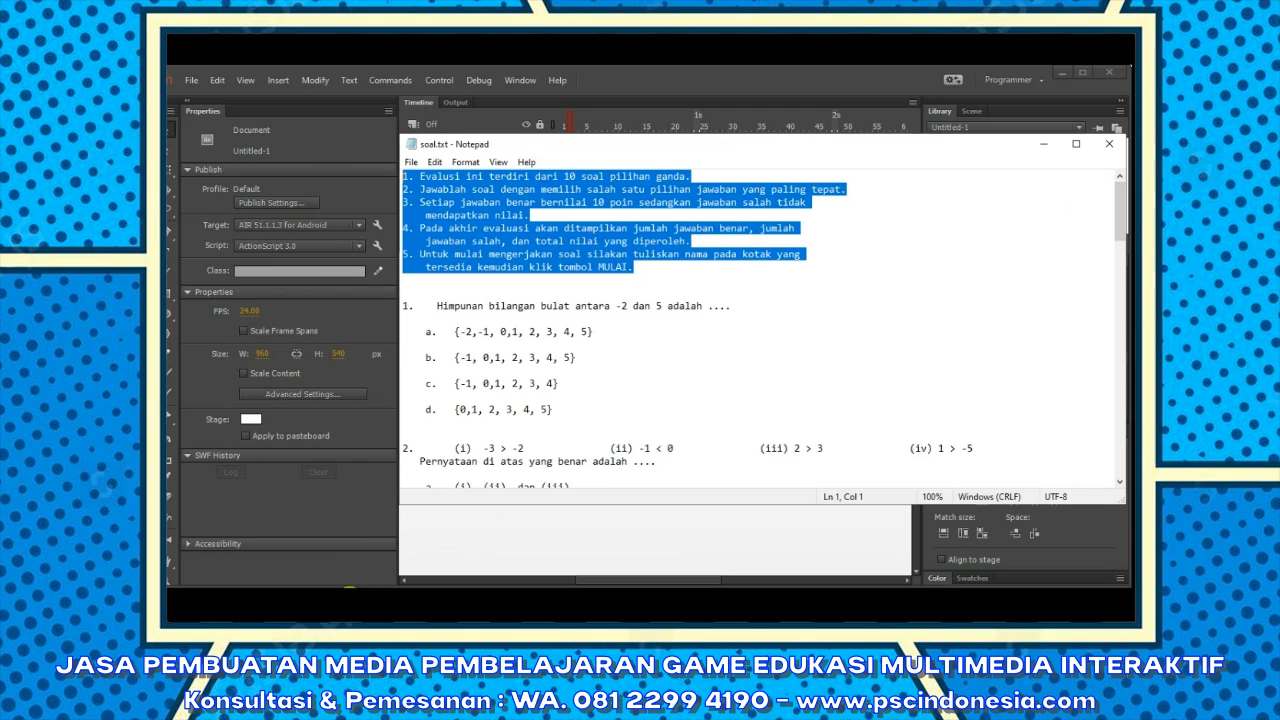 File Edit View Insert Modify Text Commands Control Debug Window Help
Programmer
Properties
Timeline Output
Library Scene
Document
Untitled-1
Off
1s 2s
1 5 10 15 20 25 30 35 40 45 50 55 6
Untitled-1
Publish
Profile: Default
Publish Settings...
Target: AIR 51.1.1.3 for Android
Script: ActionScript 3.0
Class:
Properties
FPS: 24.00
Scale Frame Spans
Size: W: 960 H: 540 px
Scale Content
Advanced Settings...
Stage:
Apply to pasteboard
SWF History
Log Clear
Accessibility
soal.txt - Notepad
File Edit Format View Help
1. Evalusi ini terdiri dari 10 soal pilihan ganda.
2. Jawablah soal dengan memilih salah satu pilihan jawaban yang paling tepat.
3. Setiap jawaban benar bernilai 10 poin sedangkan jawaban salah tidak
mendapatkan nilai.
4. Pada akhir evaluasi akan ditampilkan jumlah jawaban benar, jumlah
jawaban salah, dan total nilai yang diperoleh.
5. Untuk mulai mengerjakan soal silakan tuliskan nama pada kotak yang
tersedia kemudian klik tombol MULAI.
1. Himpunan bilangan bulat antara -2 dan 5 adalah ....
a. {-2,-1, 0,1, 2, 3, 4, 5}
b. {-1, 0,1, 2, 3, 4, 5}
c. {-1, 0,1, 2, 3, 4}
d. {0,1, 2, 3, 4, 5}
2. (i) -3 > -2 (ii) -1 < 0 (iii) 2 > 3 (iv) 1 > -5
Pernyataan di atas yang benar adalah ....
a. (i), (ii), dan (iii)
Ln 1, Col 1 100% Windows (CRLF) UTF-8
Match size: Space:
Align to stage
Color Swatches
JASA PEMBUATAN MEDIA PEMBELAJARAN GAME EDUKASI MULTIMEDIA INTERAKTIF
Konsultasi & Pemesanan : WA. 081 2299 4190 - www.pscindonesia.com